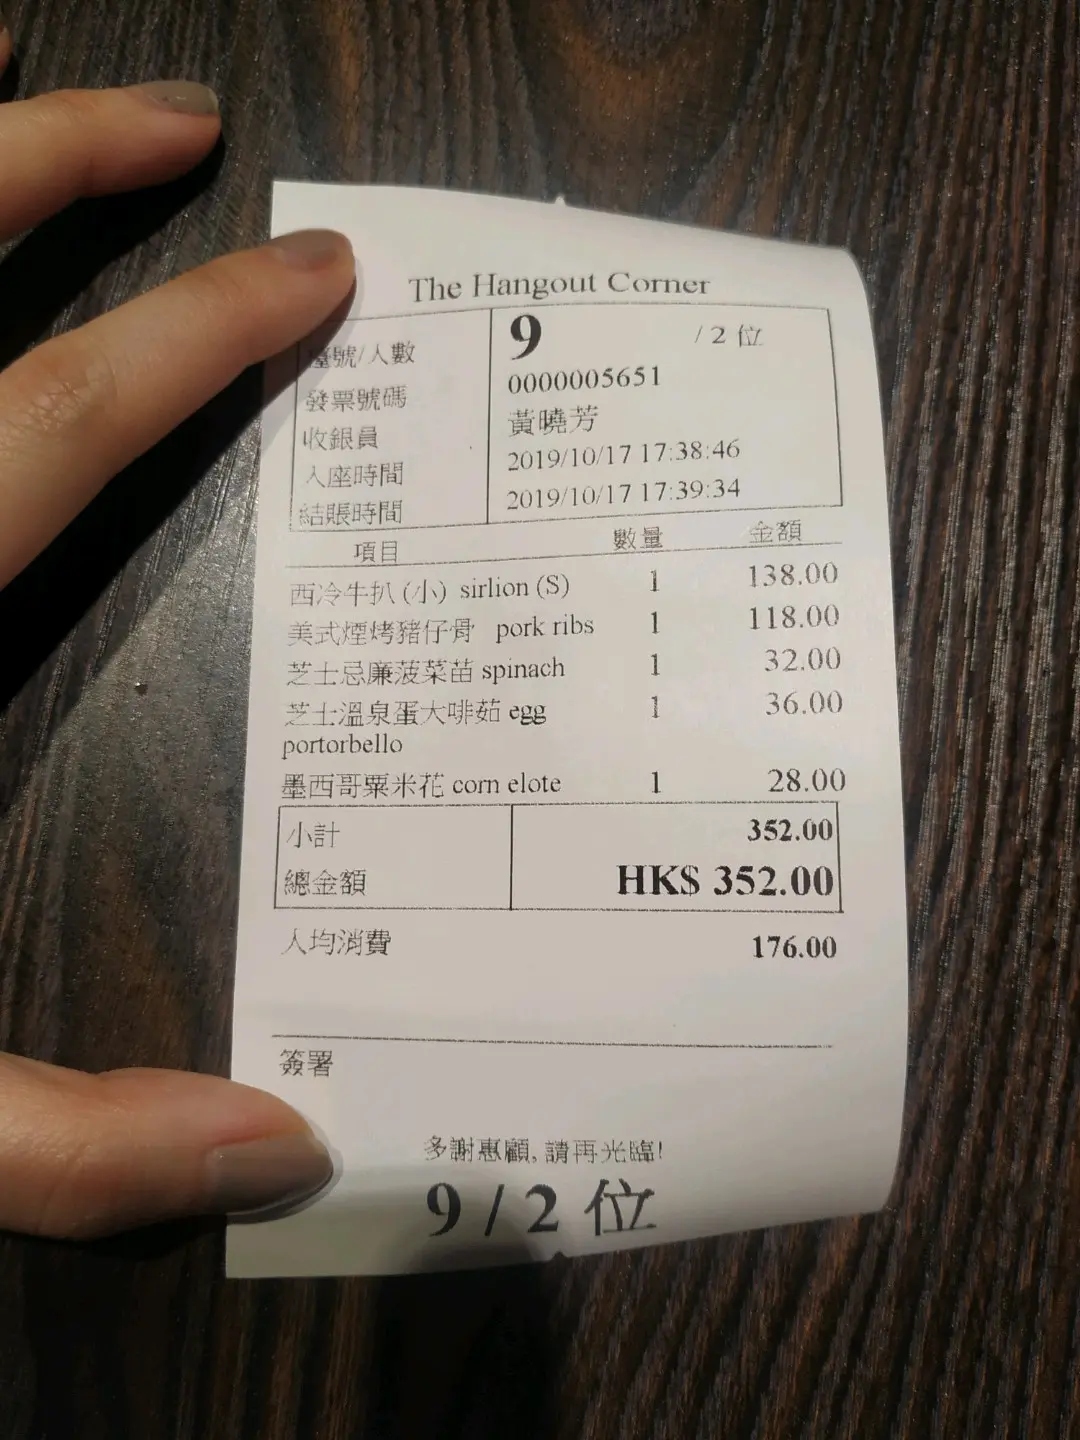 The Hangout Corner
檯號/人數 9 / 2 位
發票號碼 0000005651
收銀員 黃曉芳
入座時間 2019/10/17 17:38:46
結賬時間 2019/10/17 17:39:34
項目 數量 金額
西冷牛扒 (小) sirlion (S) 1 138.00
美式煙烤豬仔骨 pork ribs 1 118.00
芝士忌廉菠菜苗 spinach 1 32.00
芝士溫泉蛋大啡菇 egg 1 36.00
portorbello
墨西哥粟米花 corn elote 1 28.00
小計 352.00
總金額 HK$ 352.00
人均消費 176.00
簽署
多謝惠顧, 請再光臨!
9 / 2 位